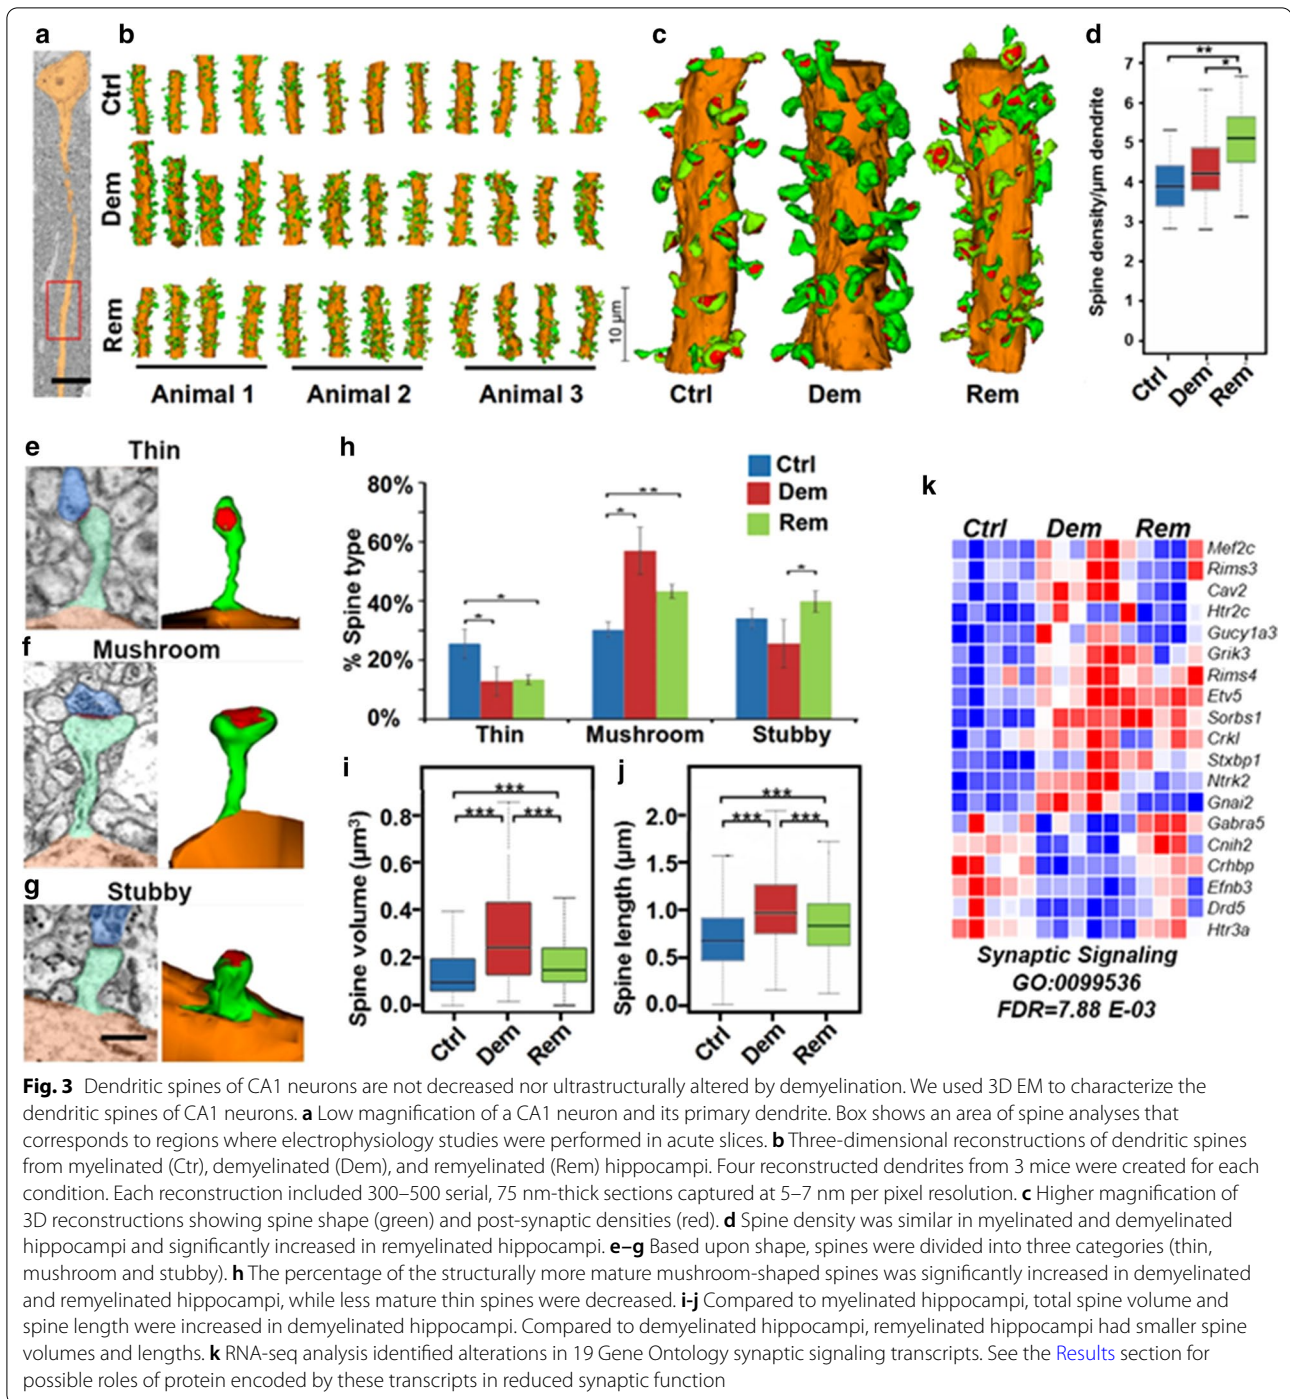 a b c d
Ctrl
Dem
Rem
Animal 1 Animal 2 Animal 3
10 µm
Ctrl Dem Rem
Spine density/µm dendrite
7
6
5
4
3
2
1
0
** *
Ctrl Dem Rem
e Thin
f Mushroom
g Stubby
h
% Spine type
80%
60%
40%
20%
0%
Ctrl
Dem
Rem
* * * ** *
Thin Mushroom Stubby
i
Spine volume (µm³)
0.8
0.6
0.4
0.2
0.0
***
*** ***
Ctrl Dem Rem
j
Spine length (µm)
2.0
1.5
1.0
0.5
0.0
***
*** ***
Ctrl Dem Rem
k
Ctrl Dem Rem
Mef2c
Rims3
Cav2
Htr2c
Gucy1a3
Grik3
Rims4
Etv5
Sorbs1
Crkl
Stxbp1
Ntrk2
Gnai2
Gabra5
Cnih2
Crhbp
Efnb3
Drd5
Htr3a
Synaptic Signaling
GO:0099536
FDR=7.88 E-03
Fig. 3 Dendritic spines of CA1 neurons are not decreased nor ultrastructurally altered by demyelination. We used 3D EM to characterize the
dendritic spines of CA1 neurons. a Low magnification of a CA1 neuron and its primary dendrite. Box shows an area of spine analyses that
corresponds to regions where electrophysiology studies were performed in acute slices. b Three-dimensional reconstructions of dendritic spines
from myelinated (Ctr), demyelinated (Dem), and remyelinated (Rem) hippocampi. Four reconstructed dendrites from 3 mice were created for each
condition. Each reconstruction included 300–500 serial, 75 nm-thick sections captured at 5–7 nm per pixel resolution. c Higher magnification of
3D reconstructions showing spine shape (green) and post-synaptic densities (red). d Spine density was similar in myelinated and demyelinated
hippocampi and significantly increased in remyelinated hippocampi. e–g Based upon shape, spines were divided into three categories (thin,
mushroom and stubby). h The percentage of the structurally more mature mushroom-shaped spines was significantly increased in demyelinated
and remyelinated hippocampi, while less mature thin spines were decreased. i-j Compared to myelinated hippocampi, total spine volume and
spine length were increased in demyelinated hippocampi. Compared to demyelinated hippocampi, remyelinated hippocampi had smaller spine
volumes and lengths. k RNA-seq analysis identified alterations in 19 Gene Ontology synaptic signaling transcripts. See the Results section for
possible roles of protein encoded by these transcripts in reduced synaptic function